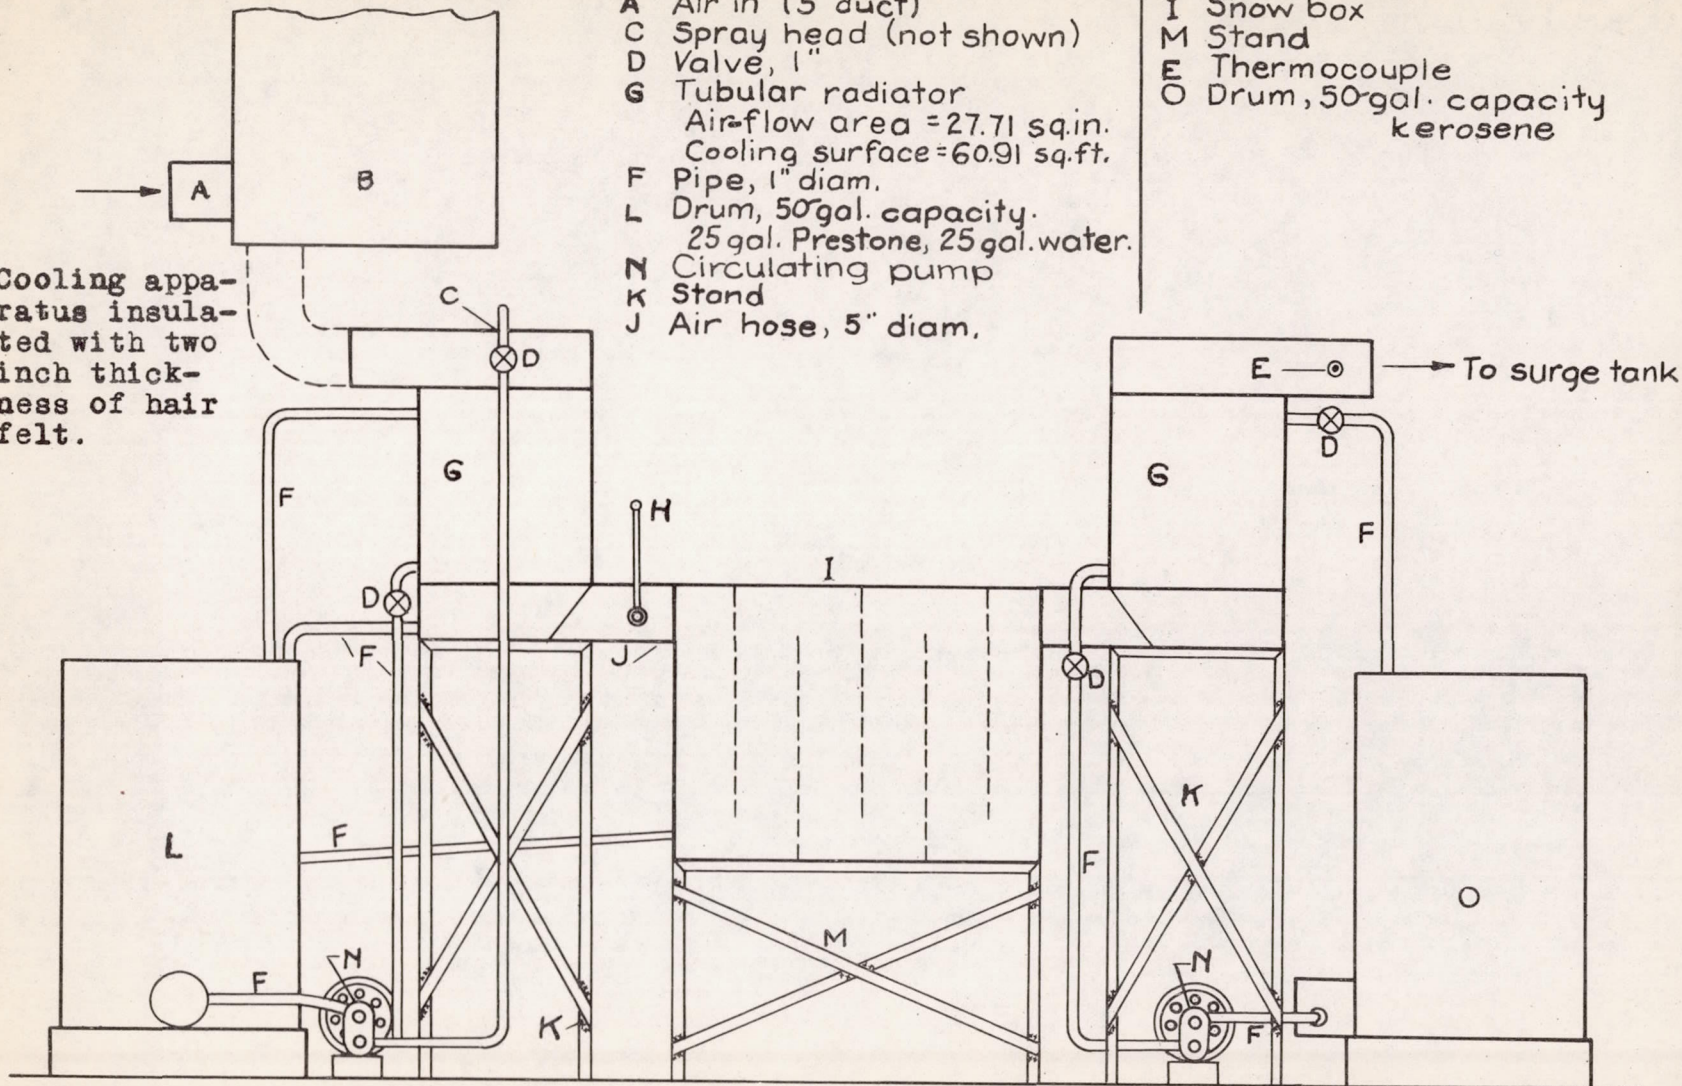 A Air in (5" duct)
C Spray head (not shown)
D Valve, 1"
G Tubular radiator
Air-flow area = 27.71 sq.in.
Cooling surface = 60.91 sq.ft.
F Pipe, 1" diam.
L Drum, 50 gal. capacity.
25 gal. Prestone, 25 gal. water.
N Circulating pump
K Stand
J Air hose, 5" diam.
I Snow box
M Stand
E Thermocouple
O Drum, 50-gal. capacity
kerosene
A
B
Cooling appa-
ratus insula-
ted with two
inch thick-
ness of hair
felt.
C
D
E
To surge tank
D
G
G
F
H
F
I
D
F
J
D
K
F
L
F
O
M
N
F
N
K
F